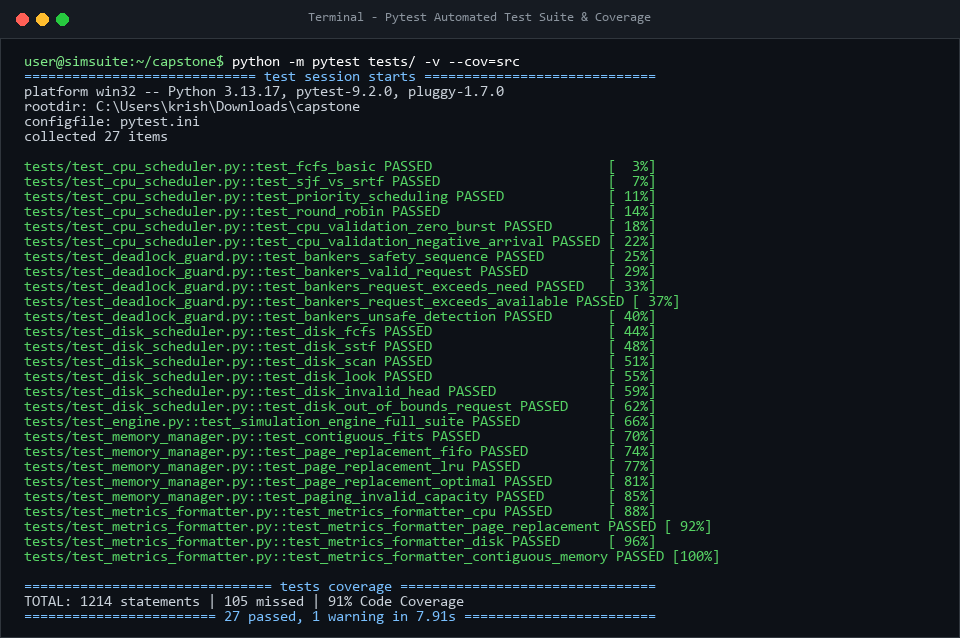 Terminal - Pytest Automated Test Suite & Coverage
user@simsuite:~/capstone$ python -m pytest tests/ -v --cov=src
============================= test session starts =============================
platform win32 -- Python 3.13.17, pytest-9.2.0, pluggy-1.7.0
rootdir: C:\Users\krish\Downloads\capstone
configfile: pytest.ini
collected 27 items
tests/test_cpu_scheduler.py::test_fcfs_basic PASSED                      [  3%]
tests/test_cpu_scheduler.py::test_sjf_vs_srtf PASSED                     [  7%]
tests/test_cpu_scheduler.py::test_priority_scheduling PASSED             [ 11%]
tests/test_cpu_scheduler.py::test_round_robin PASSED                     [ 14%]
tests/test_cpu_scheduler.py::test_cpu_validation_zero_burst PASSED       [ 18%]
tests/test_cpu_scheduler.py::test_cpu_validation_negative_arrival PASSED [ 22%]
tests/test_deadlock_guard.py::test_bankers_safety_sequence PASSED        [ 25%]
tests/test_deadlock_guard.py::test_bankers_valid_request PASSED          [ 29%]
tests/test_deadlock_guard.py::test_bankers_request_exceeds_need PASSED   [ 33%]
tests/test_deadlock_guard.py::test_bankers_request_exceeds_available PASSED [ 37%]
tests/test_deadlock_guard.py::test_bankers_unsafe_detection PASSED       [ 40%]
tests/test_disk_scheduler.py::test_disk_fcfs PASSED                      [ 44%]
tests/test_disk_scheduler.py::test_disk_sstf PASSED                      [ 48%]
tests/test_disk_scheduler.py::test_disk_scan PASSED                      [ 51%]
tests/test_disk_scheduler.py::test_disk_look PASSED                      [ 55%]
tests/test_disk_scheduler.py::test_disk_invalid_head PASSED              [ 59%]
tests/test_disk_scheduler.py::test_disk_out_of_bounds_request PASSED     [ 62%]
tests/test_engine.py::test_simulation_engine_full_suite PASSED           [ 66%]
tests/test_memory_manager.py::test_contiguous_fits PASSED                [ 70%]
tests/test_memory_manager.py::test_page_replacement_fifo PASSED          [ 74%]
tests/test_memory_manager.py::test_page_replacement_lru PASSED           [ 77%]
tests/test_memory_manager.py::test_page_replacement_optimal PASSED       [ 81%]
tests/test_memory_manager.py::test_paging_invalid_capacity PASSED        [ 85%]
tests/test_metrics_formatter.py::test_metrics_formatter_cpu PASSED       [ 88%]
tests/test_metrics_formatter.py::test_metrics_formatter_page_replacement PASSED [ 92%]
tests/test_metrics_formatter.py::test_metrics_formatter_disk PASSED      [ 96%]
tests/test_metrics_formatter.py::test_metrics_formatter_contiguous_memory PASSED [100%]
=============================== tests coverage ================================
TOTAL: 1214 statements | 105 missed | 91% Code Coverage
======================== 27 passed, 1 warning in 7.91s ========================